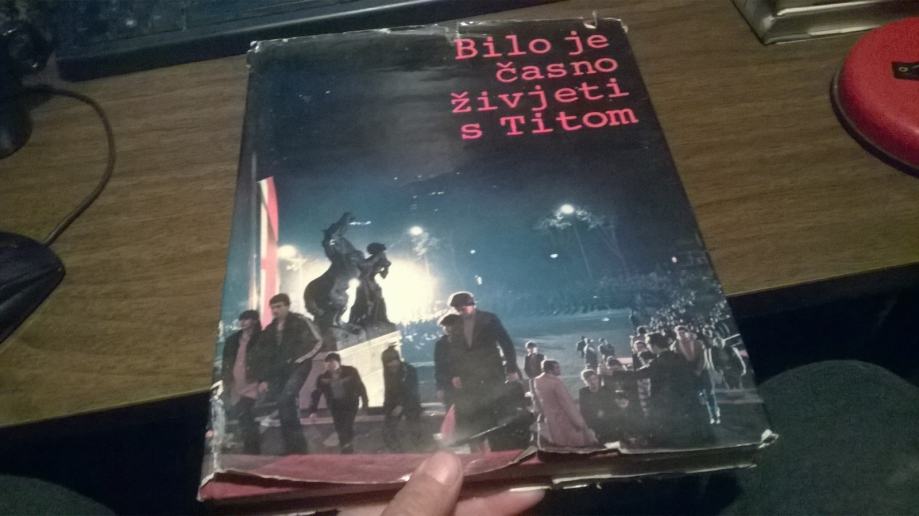 Bilo je
časno
živjeti
s Titom